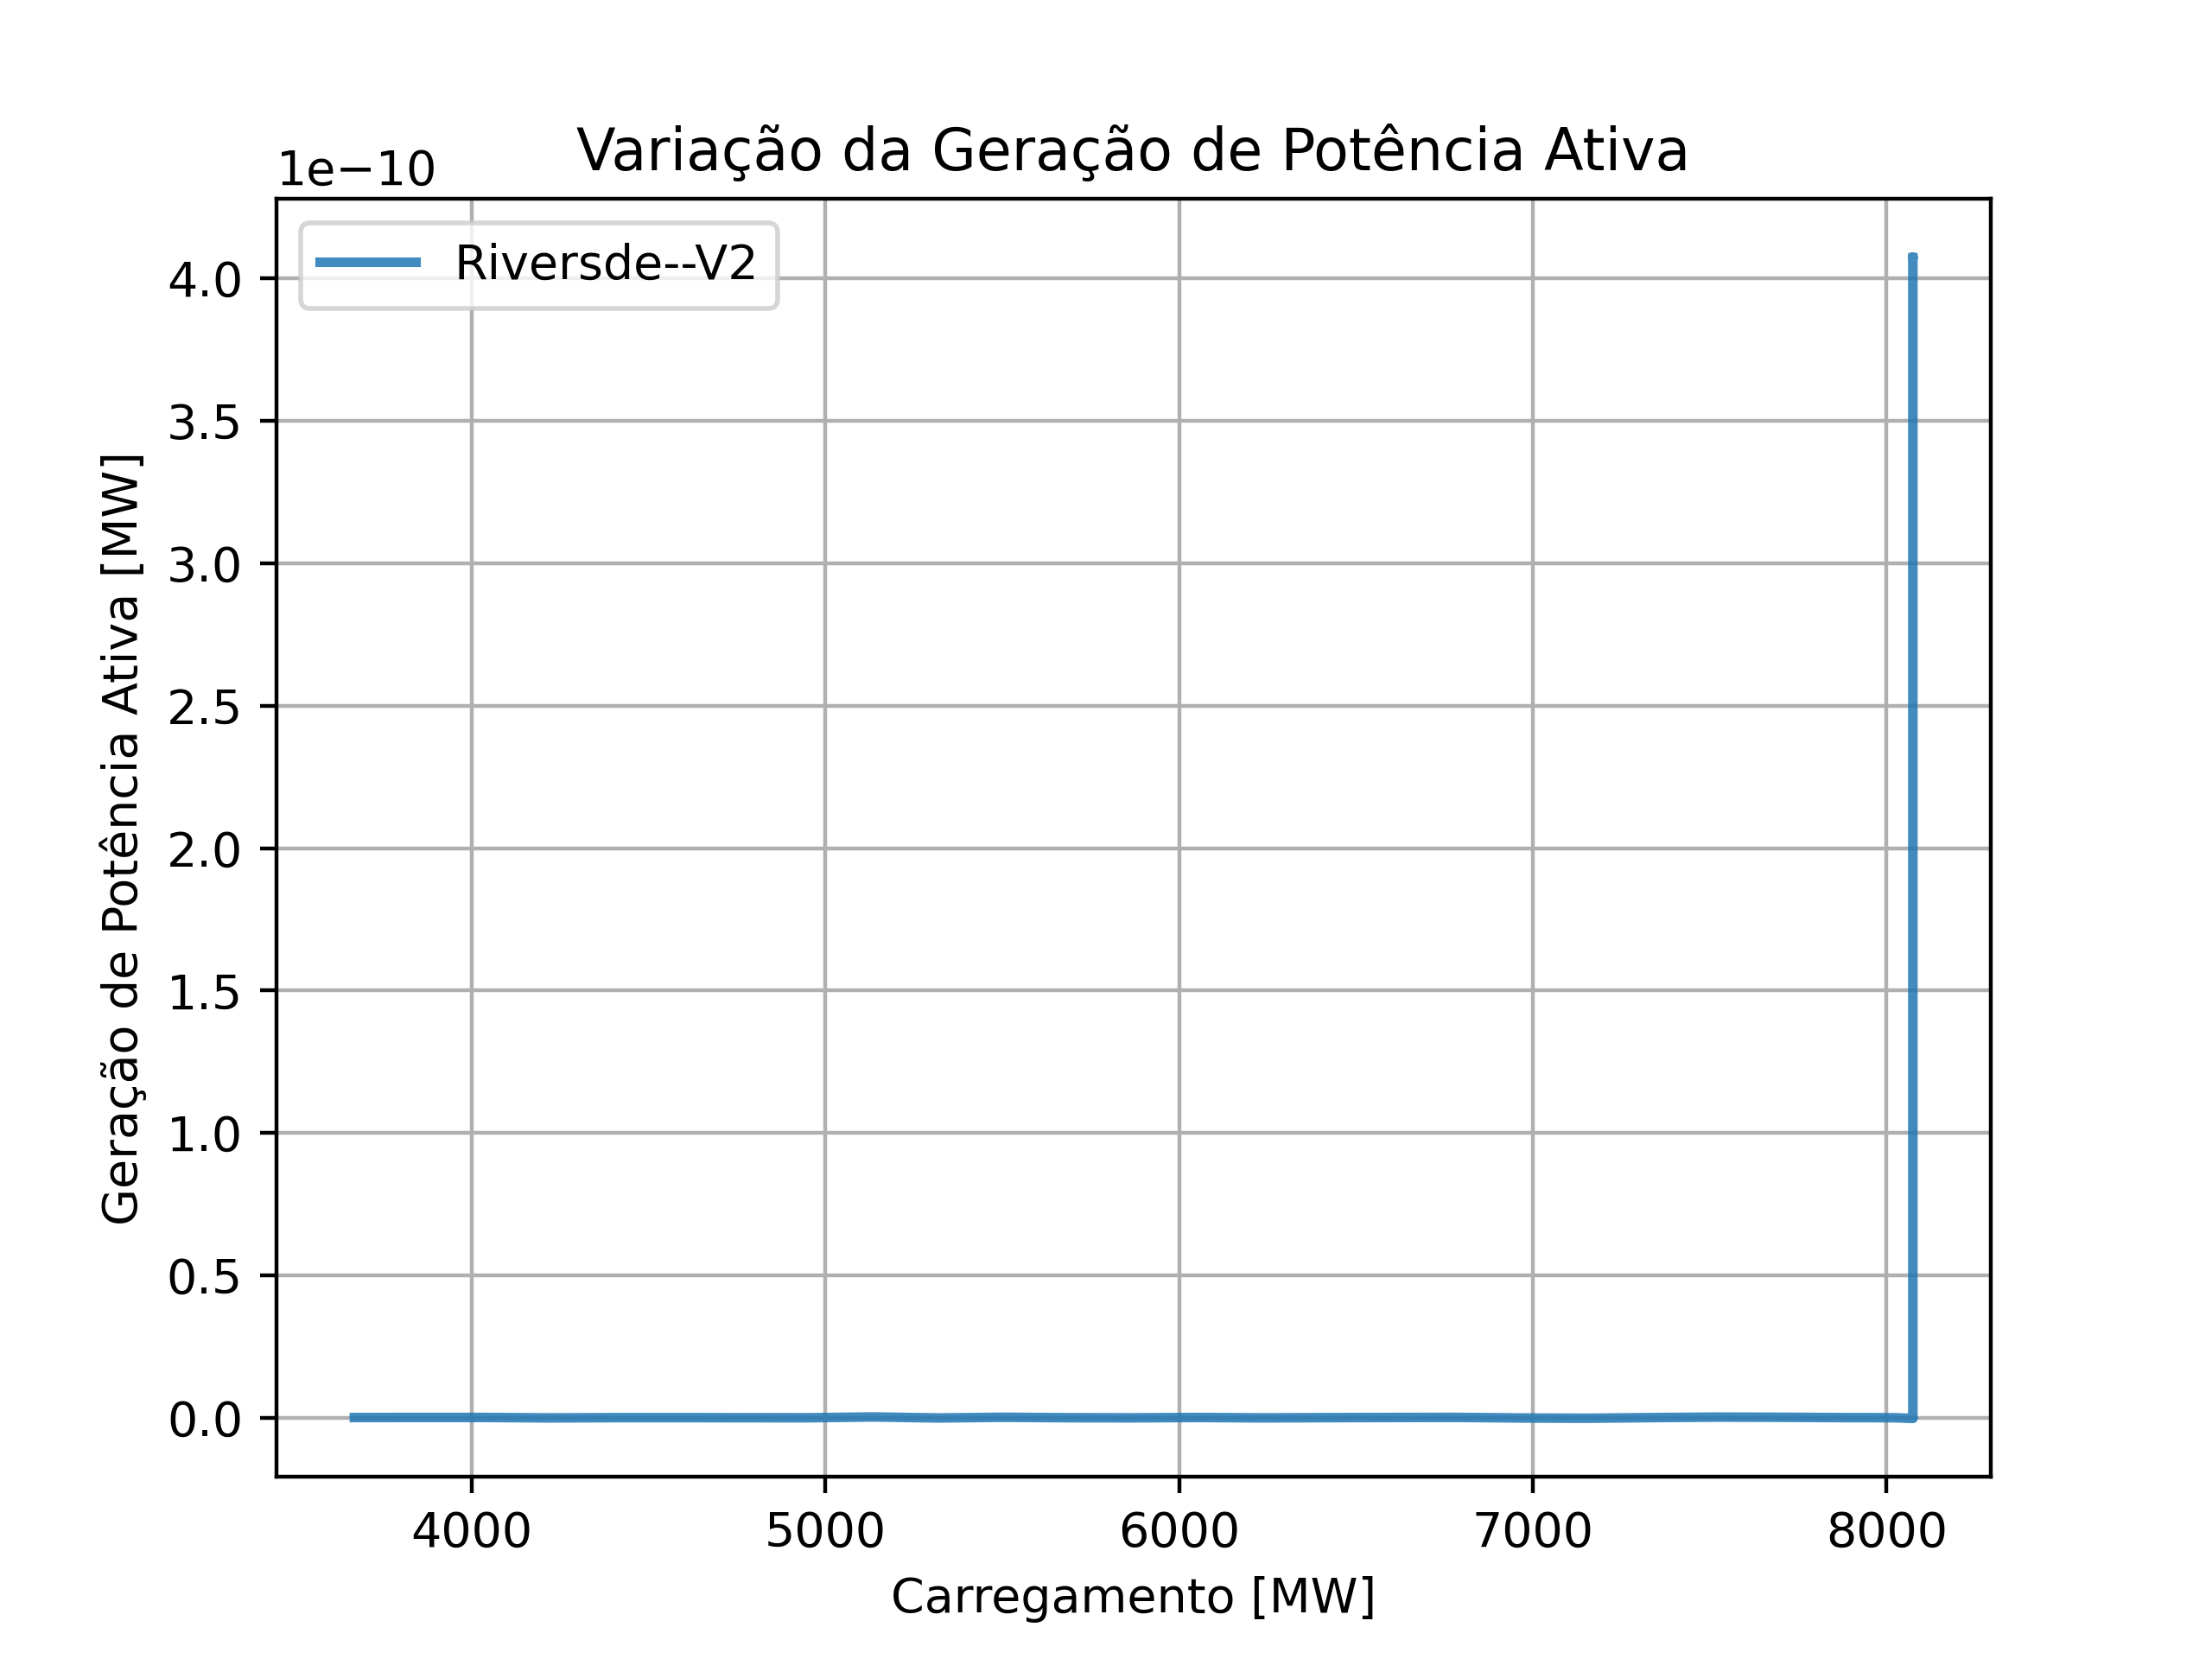 Variação da Geração de Potência Ativa
1e−10
Riversde--V2
4.0
3.5
3.0
2.5
2.0
1.5
1.0
0.5
0.0
Geração de Potência Ativa [MW]
4000 5000 6000 7000 8000
Carregamento [MW]